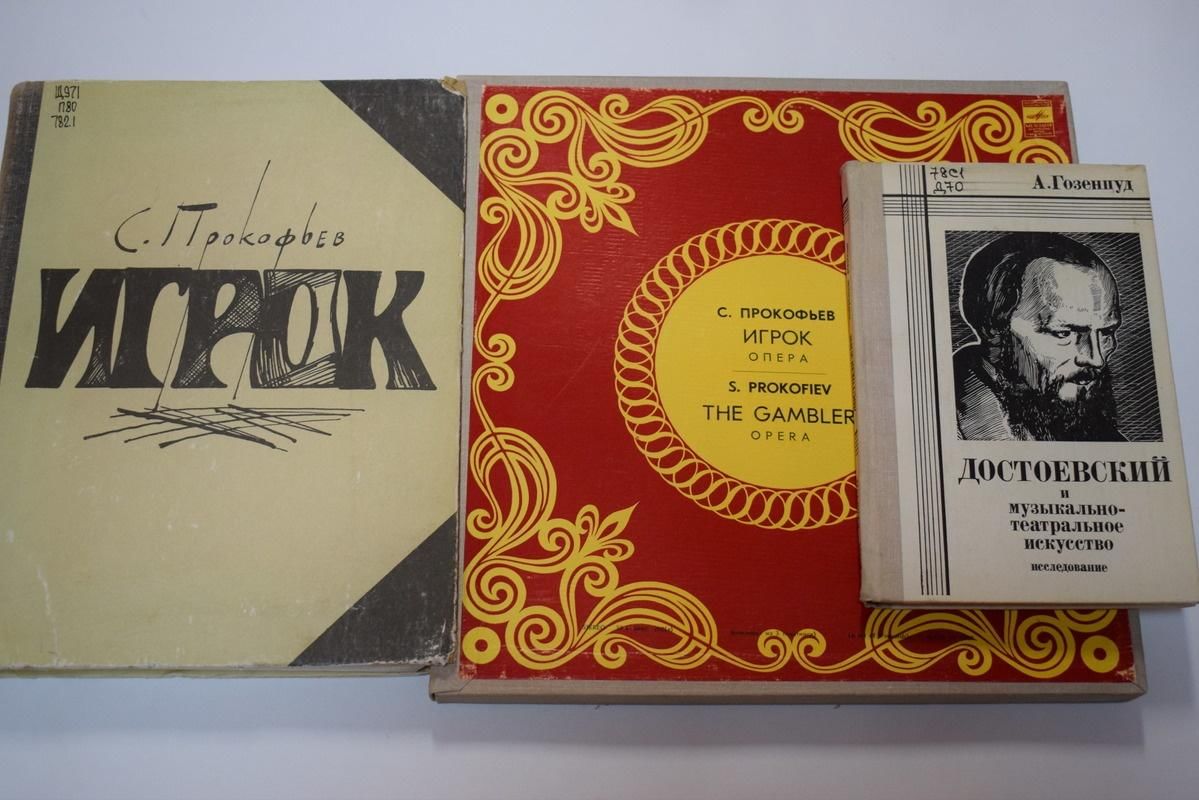 Щ971
П80
782.1
С. Прокофьев
ИГРОК
С. ПРОКОФЬЕВ
ИГРОК
ОПЕРА
S. PROKOFIEV
THE GAMBLER
OPERA
78С1
Д70
А.Гозенпуд
ДОСТОЕВСКИЙ
и
музыкально-
театральное
искусство
исследование